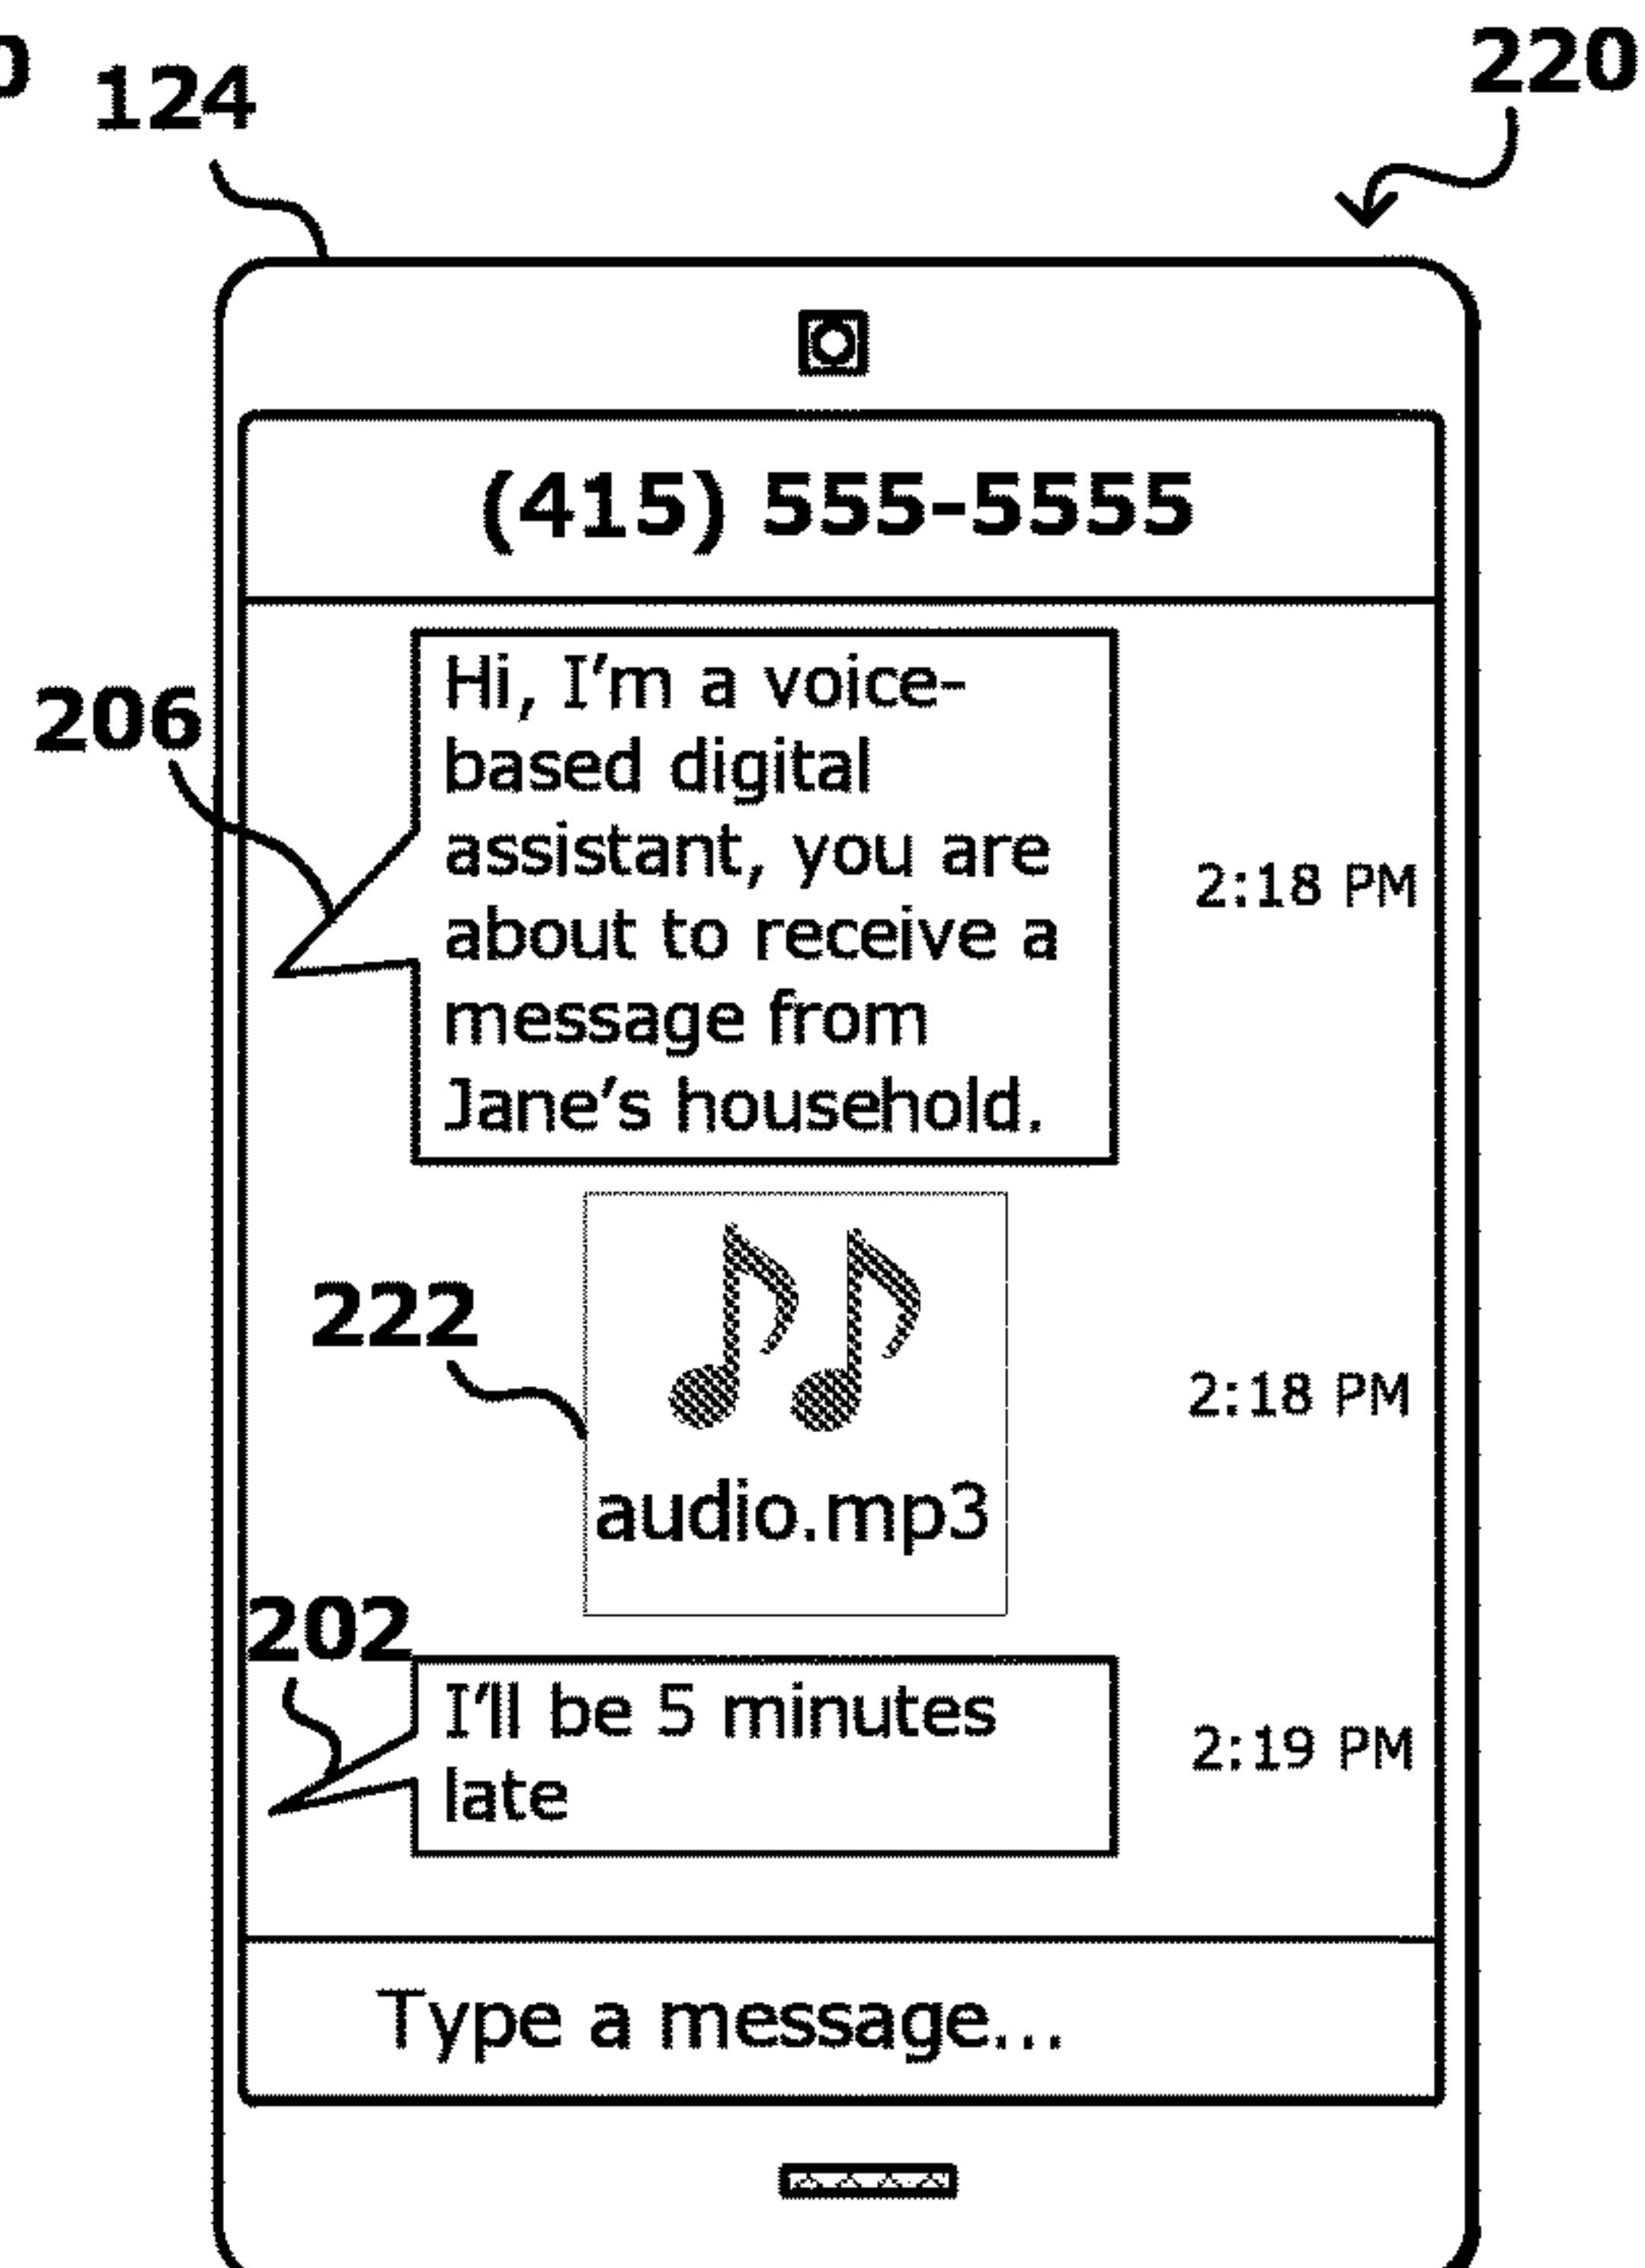 0 124 220
(415) 555-5555
206
Hi, I’m a voice-
based digital
assistant, you are
about to receive a
message from
Jane’s household.
2:18 PM
222
audio.mp3
2:18 PM
202
I’ll be 5 minutes
late
2:19 PM
Type a message...